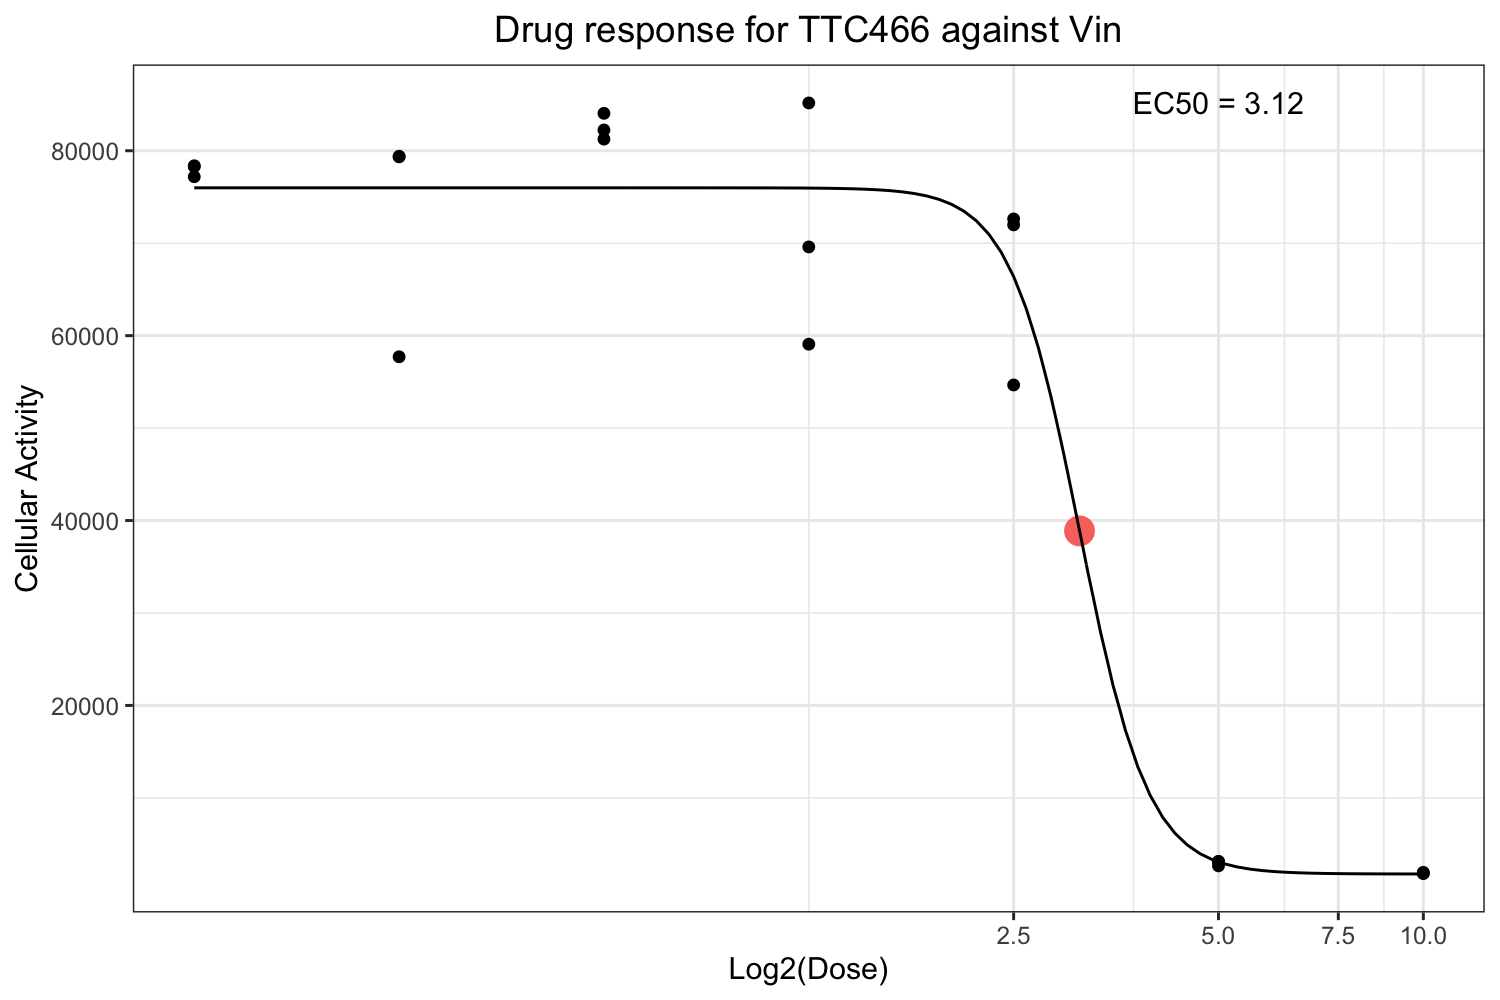 Drug response for TTC466 against Vin
EC50 = 3.12
80000
60000
40000
20000
Cellular Activity
2.5 5.0 7.5 10.0
Log2(Dose)